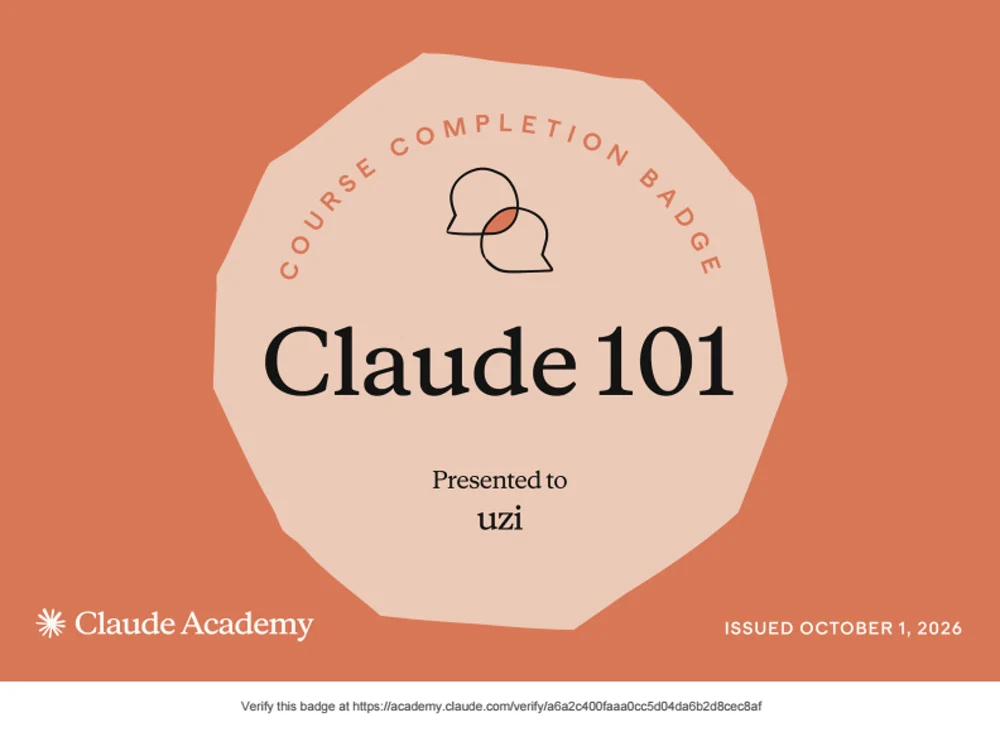 COURSE COMPLETION BADGE
Claude 101
Presented to
uzi
Claude Academy
ISSUED OCTOBER 1, 2026
Verify this badge at https://academy.claude.com/verify/a6a2c400faaa0cc5d04da6b2d8cec8af